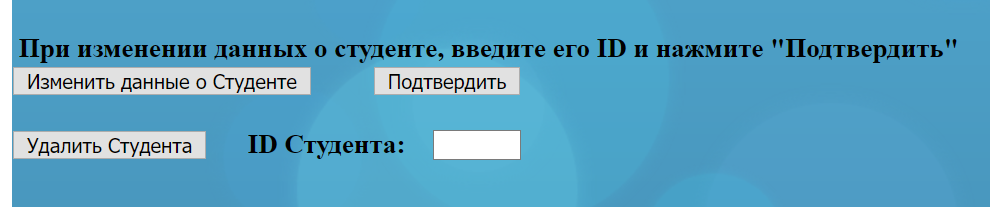 При изменении данных о студенте, введите его ID и нажмите "Подтвердить"
Изменить данные о Студенте Подтвердить
Удалить Студента ID Студента: